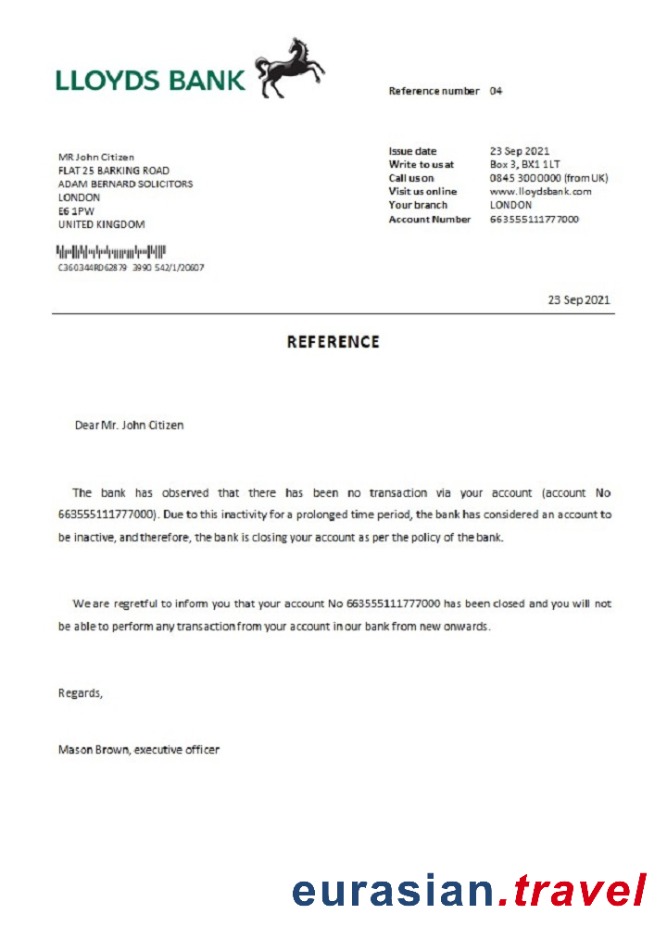 LLOYDS BANK
Reference number 04
MR John Citizen
FLAT 25 BARKING ROAD
ADAM BERNARD SOLICITORS
LONDON
E6 1PW
UNITED KINGDOM
C360344RD62879 3990 542/1/20607
Issue date 23 Sep 2021
Write to us at Box 3, BX1 1LT
Call us on 0845 3000000 (from UK)
Visit us online www.lloydsbank.com
Your branch LONDON
Account Number 663555111777000
23 Sep 2021
REFERENCE
Dear Mr. John Citizen
The bank has observed that there has been no transaction via your account (account No
663555111777000). Due to this inactivity for a prolonged time period, the bank has considered an account to
be inactive, and therefore, the bank is closing your account as per the policy of the bank.
We are regretful to inform you that your account No 663555111777000 has been closed and you will not
be able to perform any transaction from your account in our bank from new onwards.
Regards,
Mason Brown, executive officer
eurasian.travel